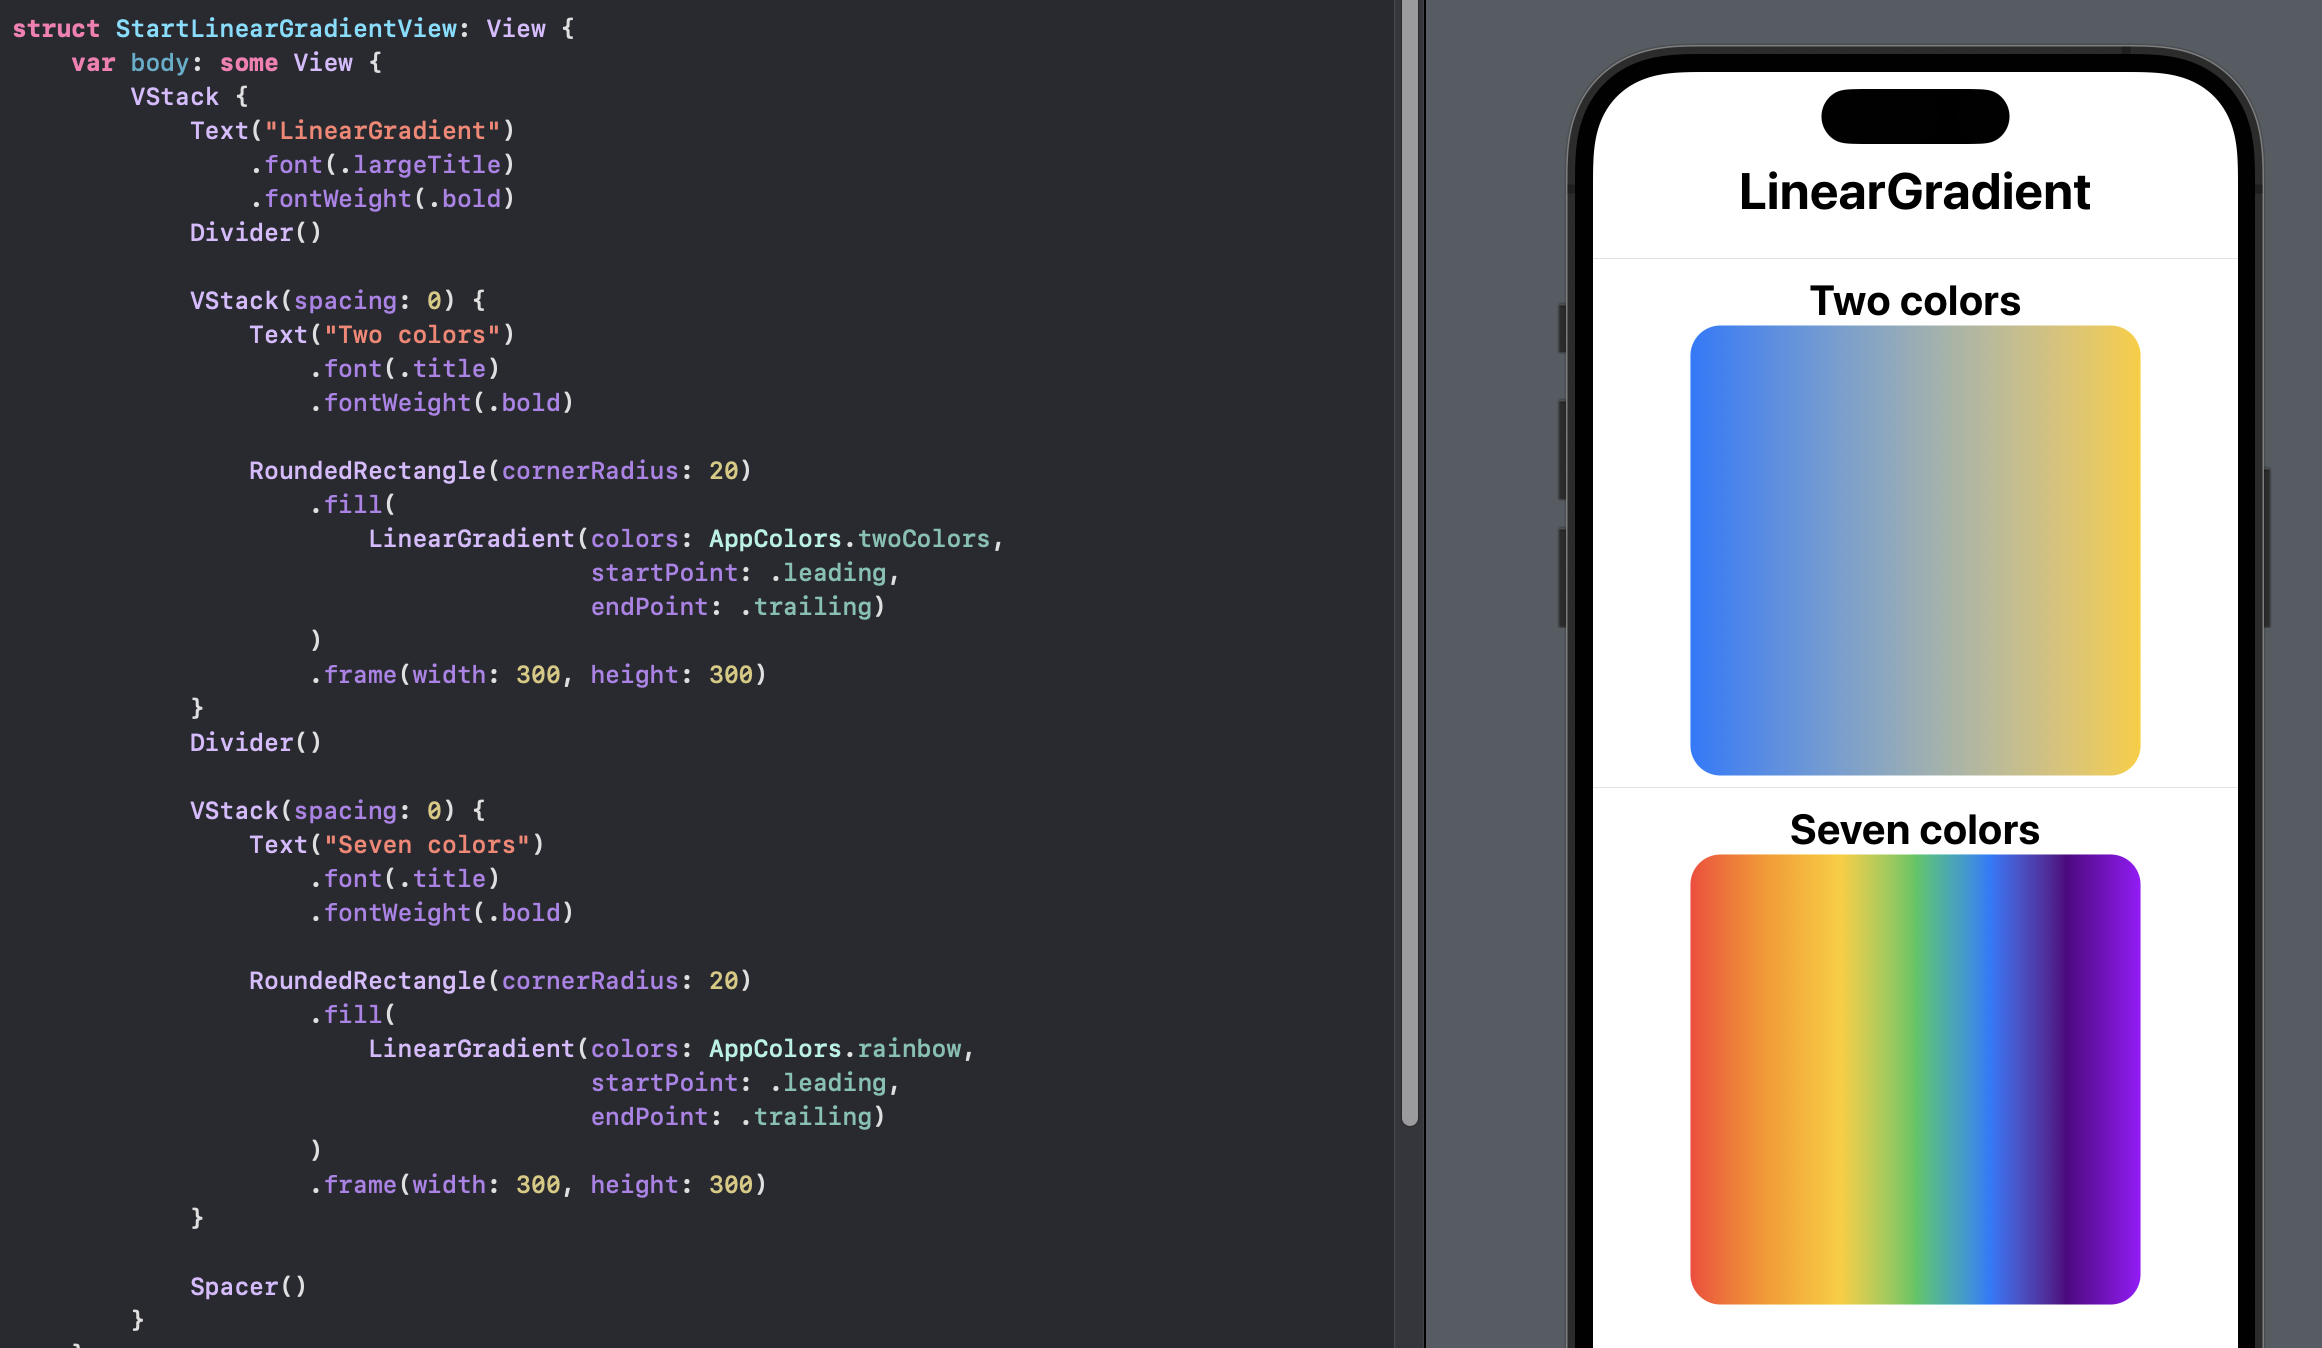 struct StartLinearGradientView: View {
    var body: some View {
        VStack {
            Text("LinearGradient")
                .font(.largeTitle)
                .fontWeight(.bold)
            Divider()

            VStack(spacing: 0) {
                Text("Two colors")
                    .font(.title)
                    .fontWeight(.bold)

                RoundedRectangle(cornerRadius: 20)
                    .fill(
                        LinearGradient(colors: AppColors.twoColors,
                                       startPoint: .leading,
                                       endPoint: .trailing)
                    )
                    .frame(width: 300, height: 300)
            }
            Divider()

            VStack(spacing: 0) {
                Text("Seven colors")
                    .font(.title)
                    .fontWeight(.bold)

                RoundedRectangle(cornerRadius: 20)
                    .fill(
                        LinearGradient(colors: AppColors.rainbow,
                                       startPoint: .leading,
                                       endPoint: .trailing)
                    )
                    .frame(width: 300, height: 300)
            }

            Spacer()
        }
    }
LinearGradient
Two colors
Seven colors